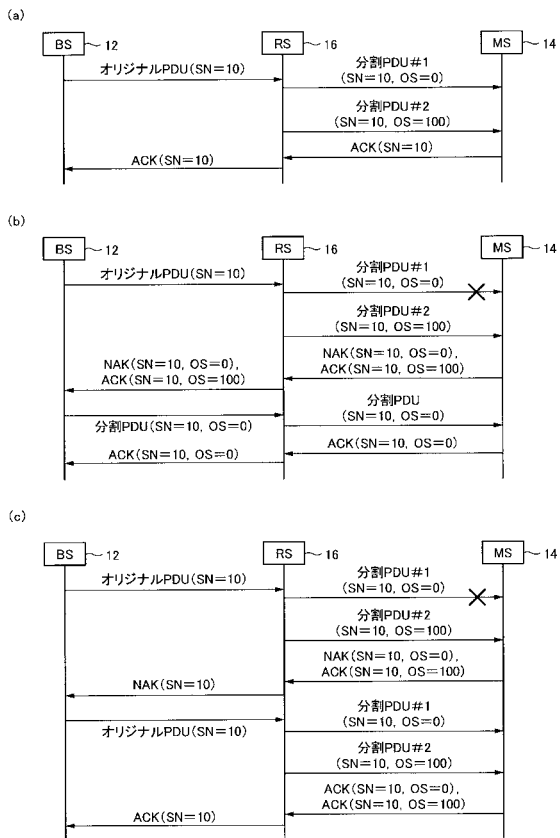 (a)
BS 12 RS 16 MS 14
オリジナルPDU(SN=10)
分割PDU#1
(SN=10, OS=0)
分割PDU#2
(SN=10, OS=100)
ACK(SN=10)
ACK(SN=10)
(b)
BS 12 RS 16 MS 14
オリジナルPDU(SN=10)
分割PDU#1
(SN=10, OS=0)
分割PDU#2
(SN=10, OS=100)
NAK(SN=10, OS=0),
ACK(SN=10, OS=100)
NAK(SN=10, OS=0),
ACK(SN=10, OS=100)
分割PDU(SN=10, OS=0)
分割PDU
(SN=10, OS=0)
ACK(SN=10, OS=0)
ACK(SN=10, OS=0)
(c)
BS 12 RS 16 MS 14
オリジナルPDU(SN=10)
分割PDU#1
(SN=10, OS=0)
分割PDU#2
(SN=10, OS=100)
NAK(SN=10, OS=0),
ACK(SN=10, OS=100)
NAK(SN=10)
オリジナルPDU(SN=10)
分割PDU#1
(SN=10, OS=0)
分割PDU#2
(SN=10, OS=100)
ACK(SN=10, OS=0),
ACK(SN=10, OS=100)
ACK(SN=10)